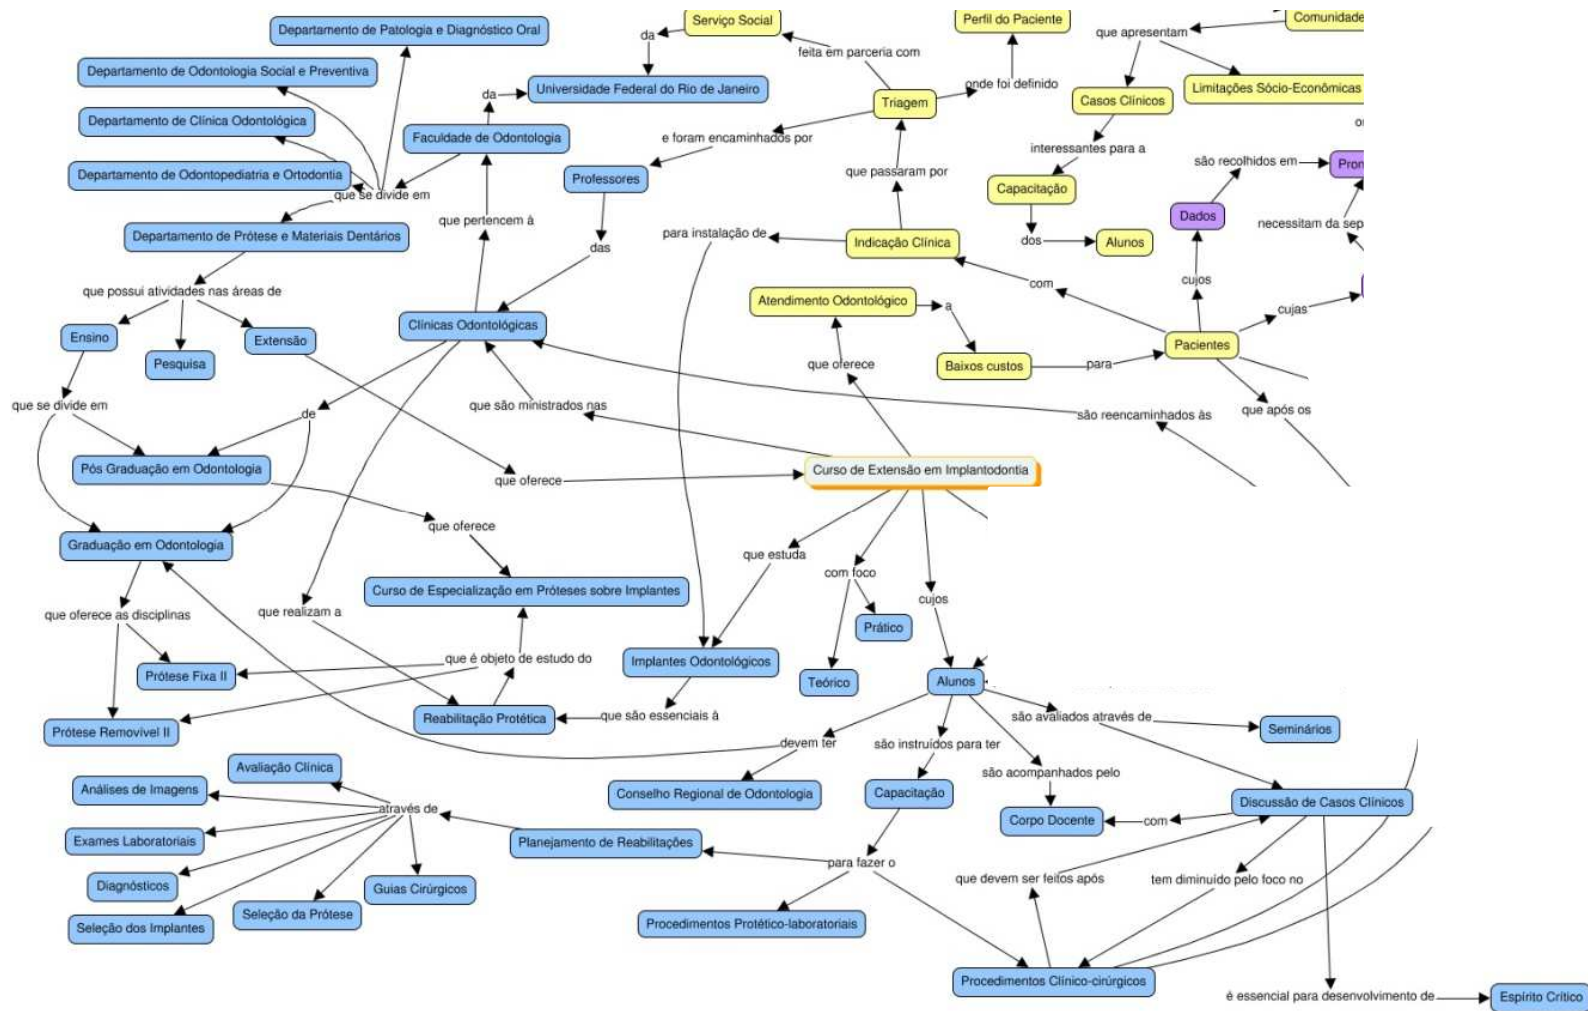 Serviço Social
Perfil do Paciente
Comunidade
Departamento de Patologia e Diagnóstico Oral
da
que apresentam
feita em parceria com
Departamento de Odontologia Social e Preventiva
Universidade Federal do Rio de Janeiro
da
onde foi definido
Limitações Sócio-Econômicas
Triagem
Casos Clínicos
Departamento de Clínica Odontológica
Faculdade de Odontologia
e foram encaminhados por
interessantes para a
são recolhidos em
Departamento de Odontopediatria e Ortodontia
Professores
que passaram por
Capacitação
que se divide em
que pertencem à
Dados
necessitam da
Departamento de Prótese e Materiais Dentários
para instalação de
Indicação Clínica
dos
Alunos
das
que possui atividades nas áreas de
com
cujos
Atendimento Odontológico
a
cujas
Clínicas Odontológicas
Ensino
Extensão
Pesquisa
que oferece
Baixos custos
para
Pacientes
que se divide em
de
que são ministrados nas
são reencaminhados às
que após os
Pós Graduação em Odontologia
Curso de Extensão em Implantodontia
que oferece
que oferece
Graduação em Odontologia
que estuda
com foco
Curso de Especialização em Próteses sobre Implantes
cujos
que oferece as disciplinas
que realizam a
Prático
que é objeto de estudo do
Implantes Odontológicos
Prótese Fixa II
Teórico
Alunos
Reabilitação Protética
que são essenciais à
são avaliados através de
Seminários
Prótese Removível II
devem ter
são instruídos para ter
Avaliação Clínica
são acompanhados pelo
Análises de Imagens
Conselho Regional de Odontologia
Capacitação
Discussão de Casos Clínicos
através de
Corpo Docente
com
Exames Laboratoriais
Planejamento de Reabilitações
para fazer o
Diagnósticos
Guias Cirúrgicos
que devem ser feitos após
tem diminuído pelo foco no
Seleção da Prótese
Seleção dos Implantes
Procedimentos Protético-laboratoriais
Procedimentos Clínico-cirúrgicos
é essencial para desenvolvimento de
Espírito Crítico